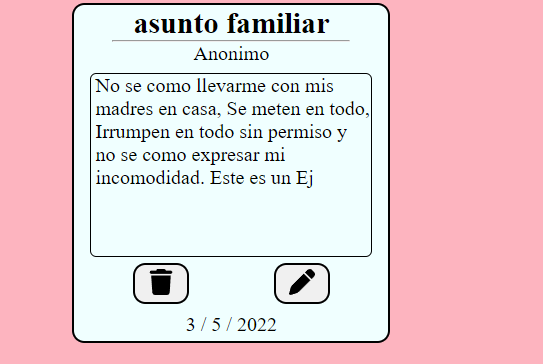 asunto familiar
Anonimo
No se como llevarme con mis
madres en casa, Se meten en todo,
Irrumpen en todo sin permiso y
no se como expresar mi
incomodidad. Este es un Ej
3 / 5 / 2022